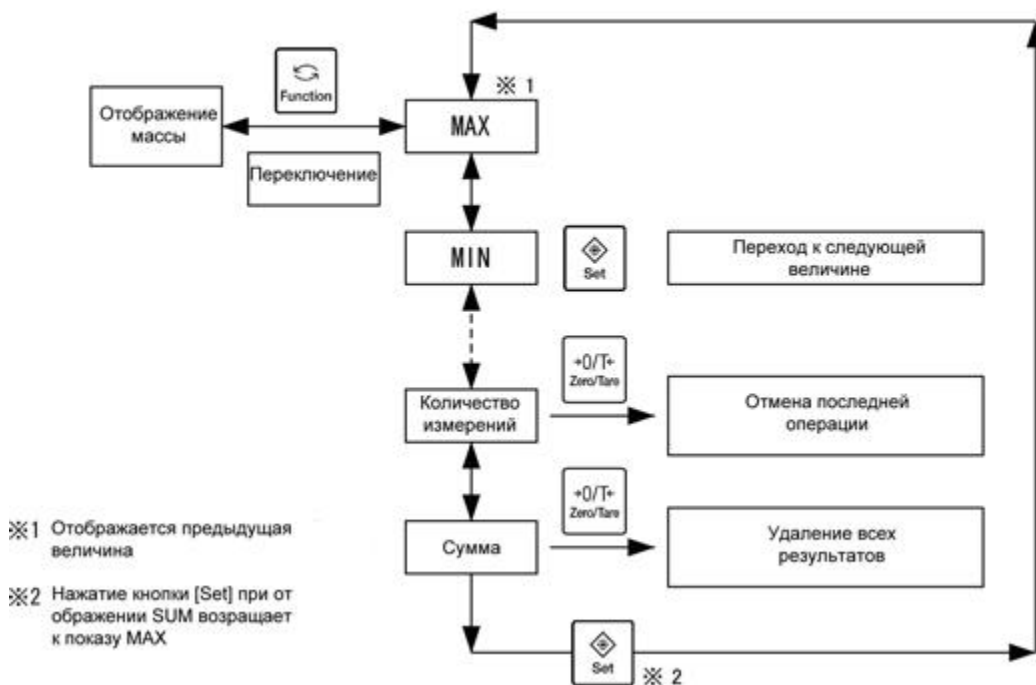 ※ 1
Function
Отображение
массы
MAX
Переключение
MIN
Set
Переход к следующей
величине
→0/T←
Zero/Tare
Количество
измерений
Отмена последней
операции
→0/T←
Zero/Tare
Сумма
Удаление всех
результатов
※1 Отображается предыдущая
величина
※2 Нажатие кнопки [Set] при от
ображении SUM возращает
к показу MAX
Set
※ 2